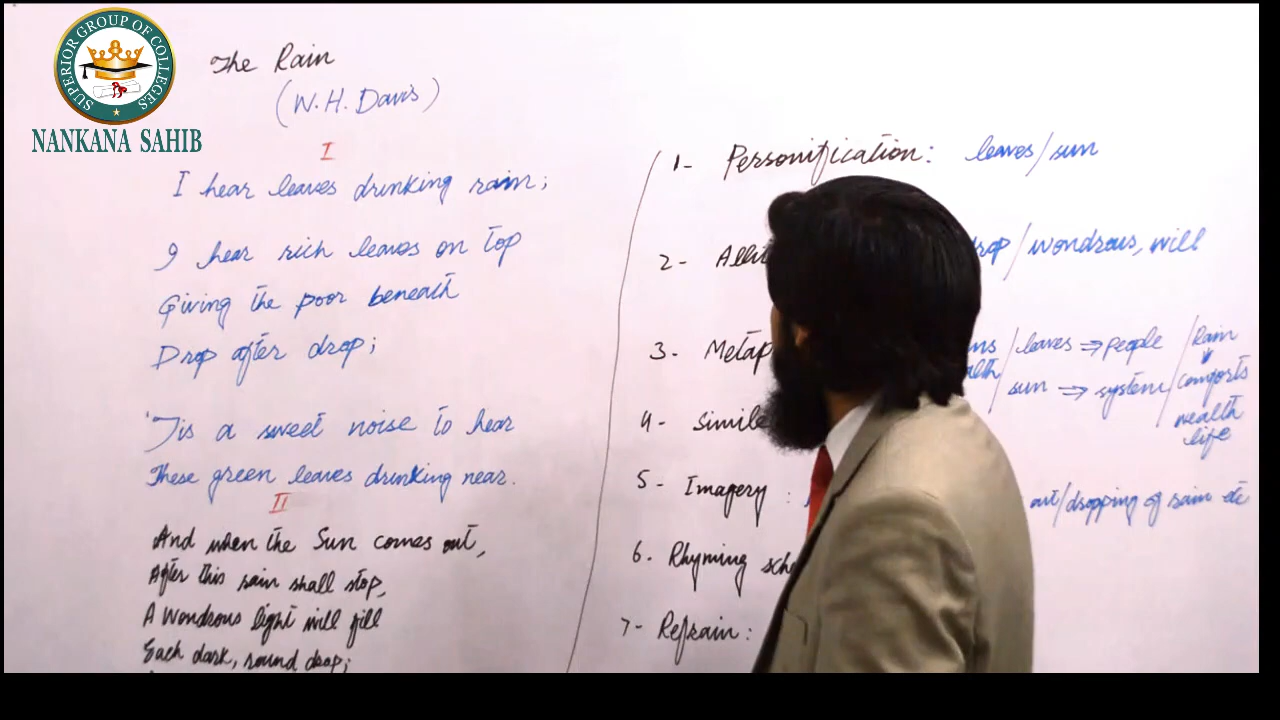 SUPERIOR GROUP OF COLLEGES
NANKANA SAHIB
The Rain
(W.H. Davis)
I
I hear leaves drinking rain;
I hear rich leaves on top
Giving the poor beneath
Drop after drop;
'Tis a sweet noise to hear
These green leaves drinking near.
II
And when the Sun comes out,
After this rain shall stop,
A wondrous light will fill
Each dark, round drop;
1- Personification: leaves/sun
2- drop / wondrous, will
3- Metap / leaves ⇒ people / Rain
sun ⇒ system / comforts
wealth
life
4- Simile
5- Imagery : out/dropping of rain etc
6. Rhyming sch
7- Refrain: